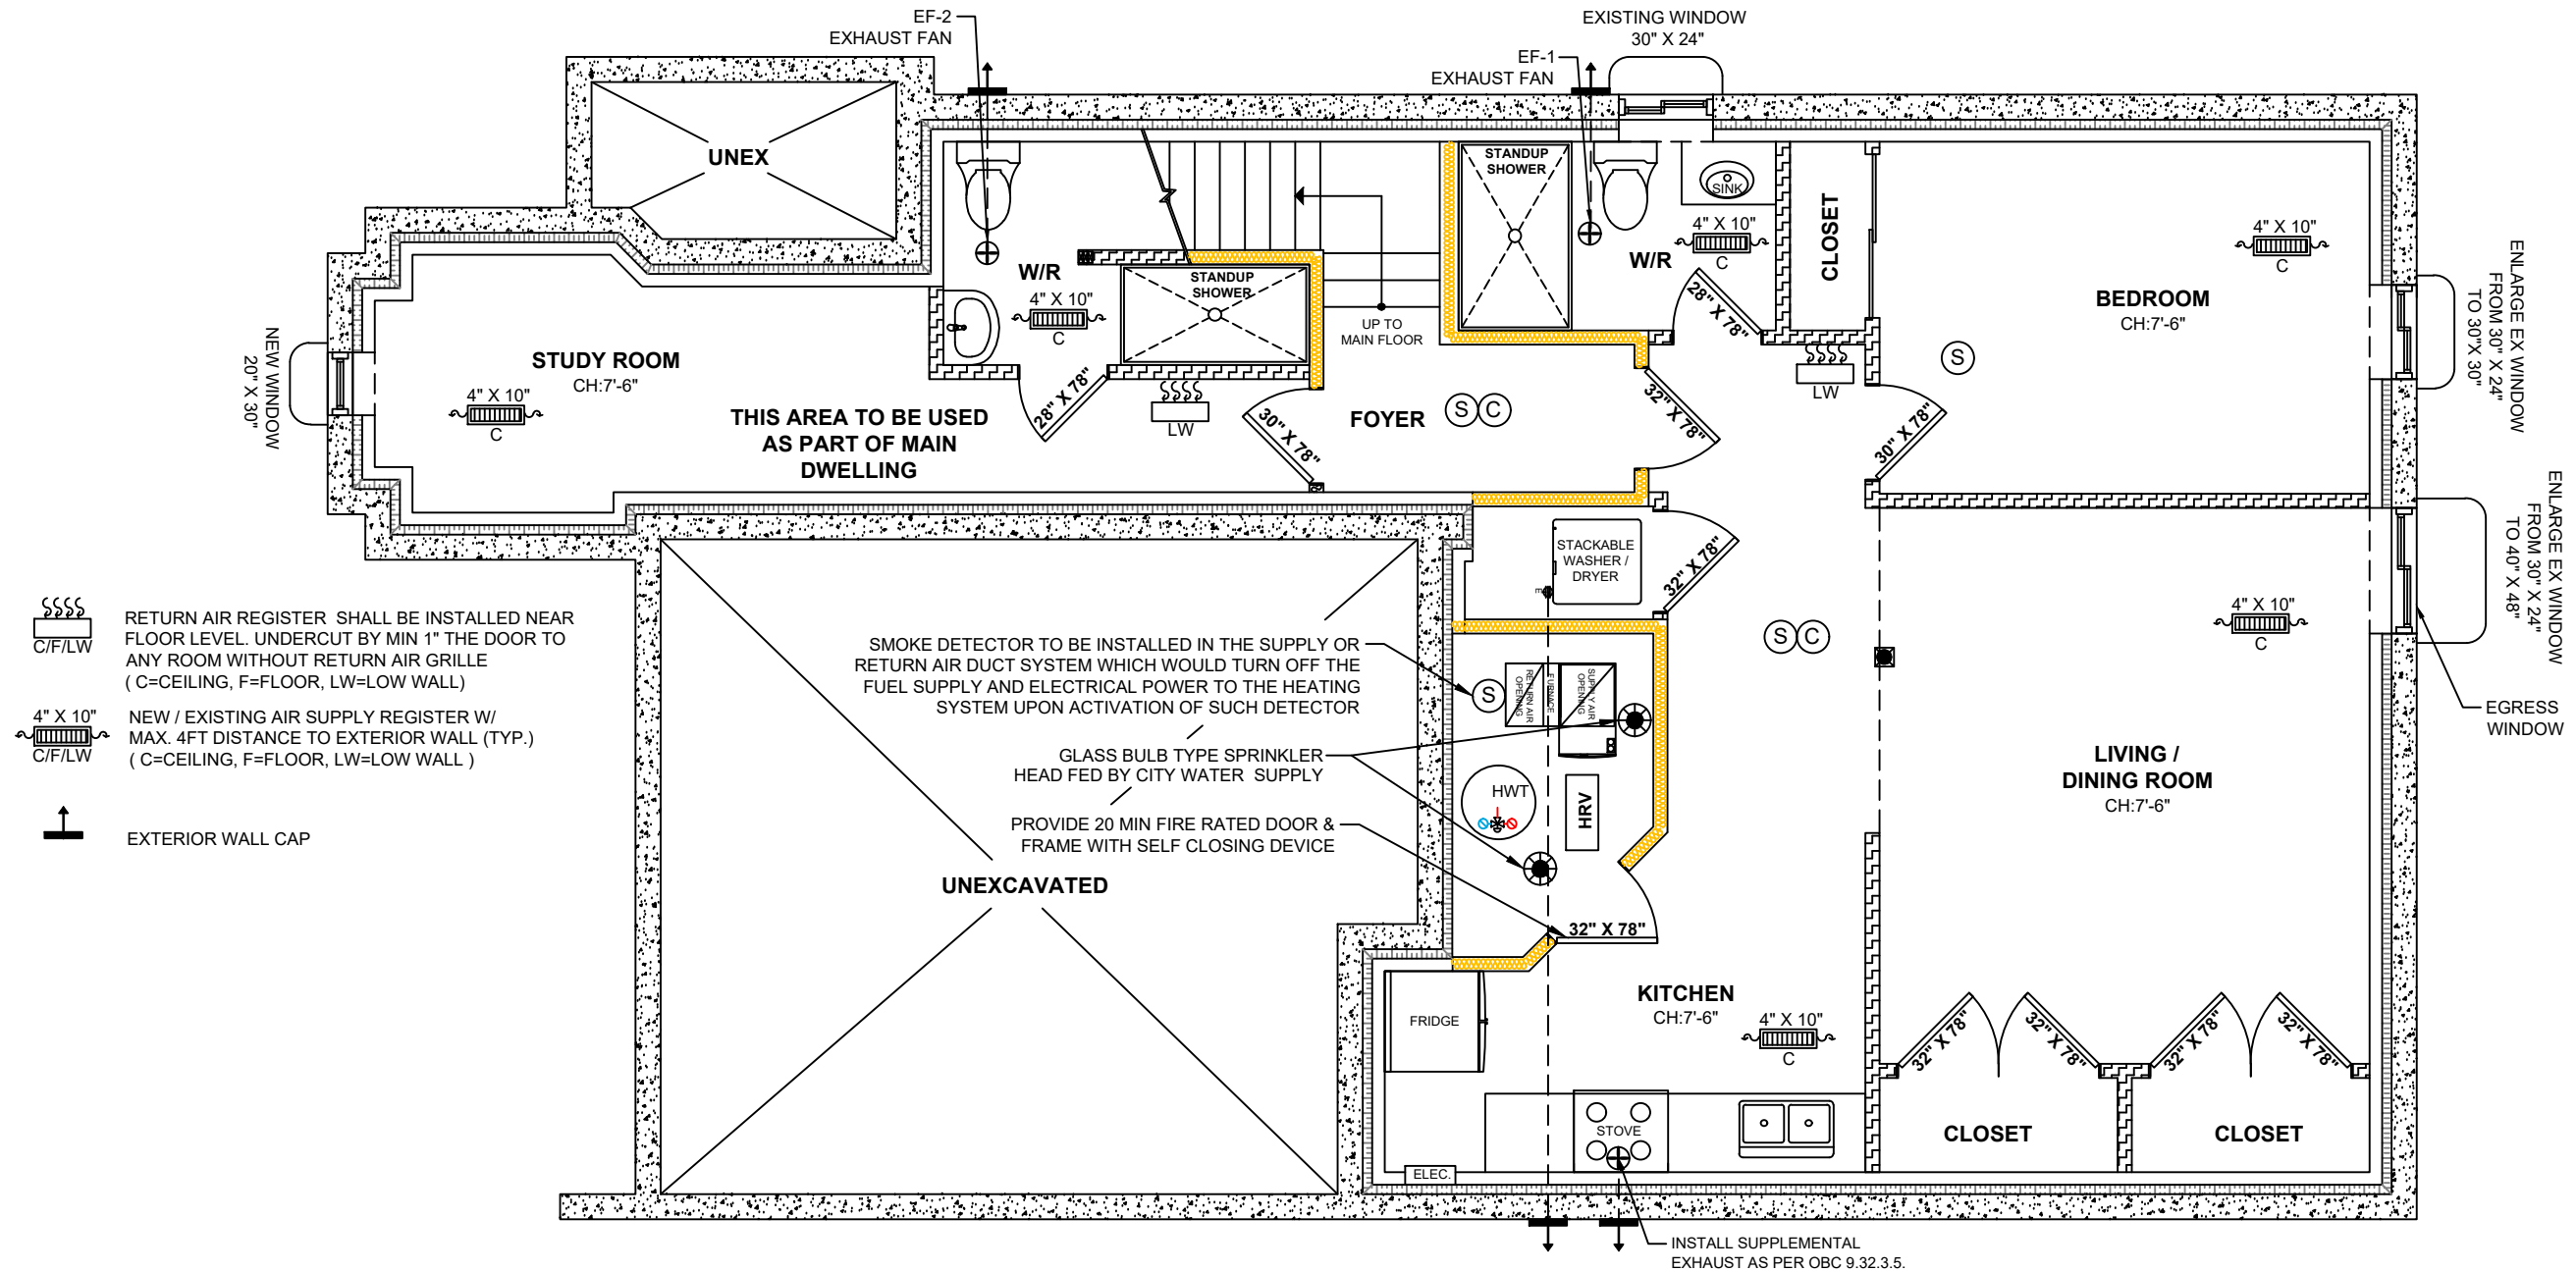 EF-2
EXHAUST FAN
EXISTING WINDOW
30" X 24"
EF-1
EXHAUST FAN
UNEX
STANDUP
SHOWER
SINK
4" X 10"
C
W/R
CLOSET
28" X 78"
4" X 10"
C
BEDROOM
CH:7'-6"
S
ENLARGE EX WINDOW
FROM 30" X 24"
TO 30"X 30"
W/R
4" X 10"
C
STANDUP
SHOWER
UP TO
MAIN FLOOR
NEW WINDOW
20" X 30"
STUDY ROOM
CH:7'-6"
4" X 10"
C
THIS AREA TO BE USED
AS PART OF MAIN
DWELLING
28" X 78"
LW
30" X 78"
FOYER
S C
32" X 78"
LW
30" X 78"
ENLARGE EX WINDOW
FROM 30" X 24"
TO 40" X 48"
STACKABLE
WASHER /
DRYER
E
32" X 78"
4" X 10"
C
S C
C/F/LW
RETURN AIR REGISTER SHALL BE INSTALLED NEAR
FLOOR LEVEL. UNDERCUT BY MIN 1" THE DOOR TO
ANY ROOM WITHOUT RETURN AIR GRILLE
( C=CEILING, F=FLOOR, LW=LOW WALL)
4" X 10"
C/F/LW
NEW / EXISTING AIR SUPPLY REGISTER W/
MAX. 4FT DISTANCE TO EXTERIOR WALL (TYP.)
( C=CEILING, F=FLOOR, LW=LOW WALL )
EXTERIOR WALL CAP
SMOKE DETECTOR TO BE INSTALLED IN THE SUPPLY OR
RETURN AIR DUCT SYSTEM WHICH WOULD TURN OFF THE
FUEL SUPPLY AND ELECTRICAL POWER TO THE HEATING
SYSTEM UPON ACTIVATION OF SUCH DETECTOR
S
RETURN AIR
OPENING
FURNACE
SUPPLY AIR
OPENING
GLASS BULB TYPE SPRINKLER
HEAD FED BY CITY WATER SUPPLY
HWT
HRV
PROVIDE 20 MIN FIRE RATED DOOR &
FRAME WITH SELF CLOSING DEVICE
32" X 78"
EGRESS
WINDOW
LIVING /
DINING ROOM
CH:7'-6"
UNEXCAVATED
KITCHEN
CH:7'-6"
4" X 10"
C
FRIDGE
32" X 78"
32" X 78"
32" X 78"
32" X 78"
STOVE
CLOSET
CLOSET
ELEC.
INSTALL SUPPLEMENTAL
EXHAUST AS PER OBC 9.32.3.5.